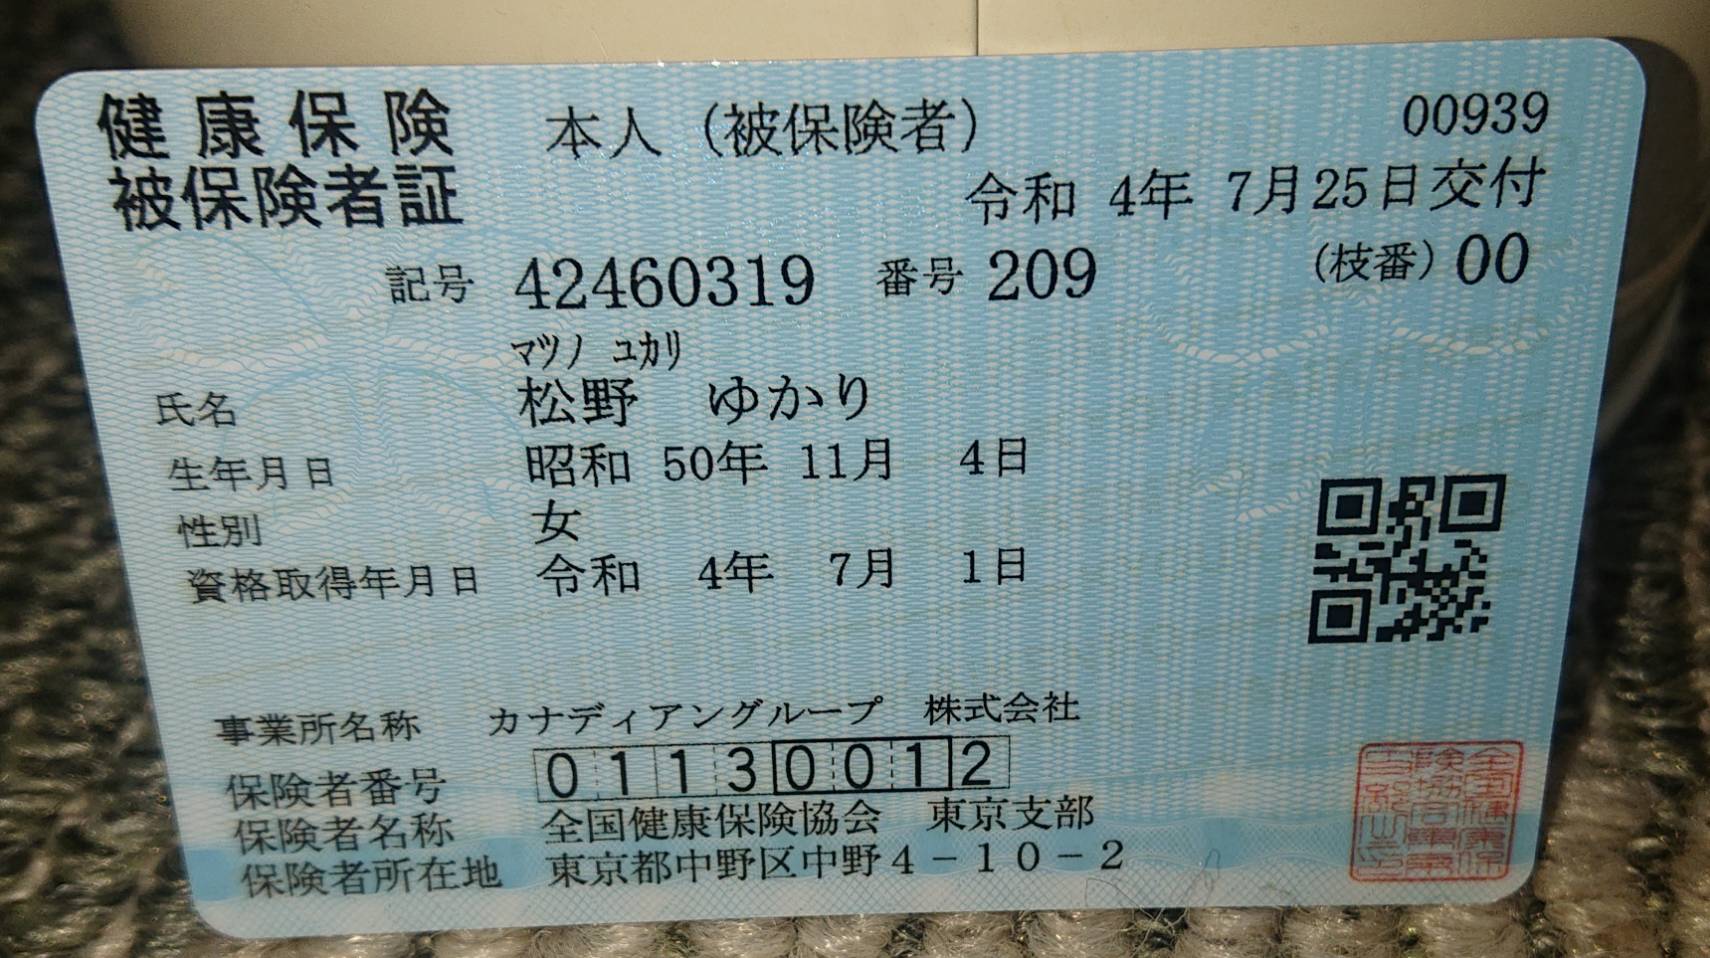 健康保険 本人（被保険者） 00939
被保険者証 令和 4年 7月25日交付
記号 42460319 番号 209 (枝番) 00
ﾏﾂﾉ ﾕｶﾘ
氏名 松野 ゆかり
生年月日 昭和 50年 11月 4日
性別 女
資格取得年月日 令和 4年 7月 1日
事業所名称 カナディアングループ 株式会社
保険者番号 01130012
保険者名称 全国健康保険協会 東京支部
保険者所在地 東京都中野区中野4-10-2